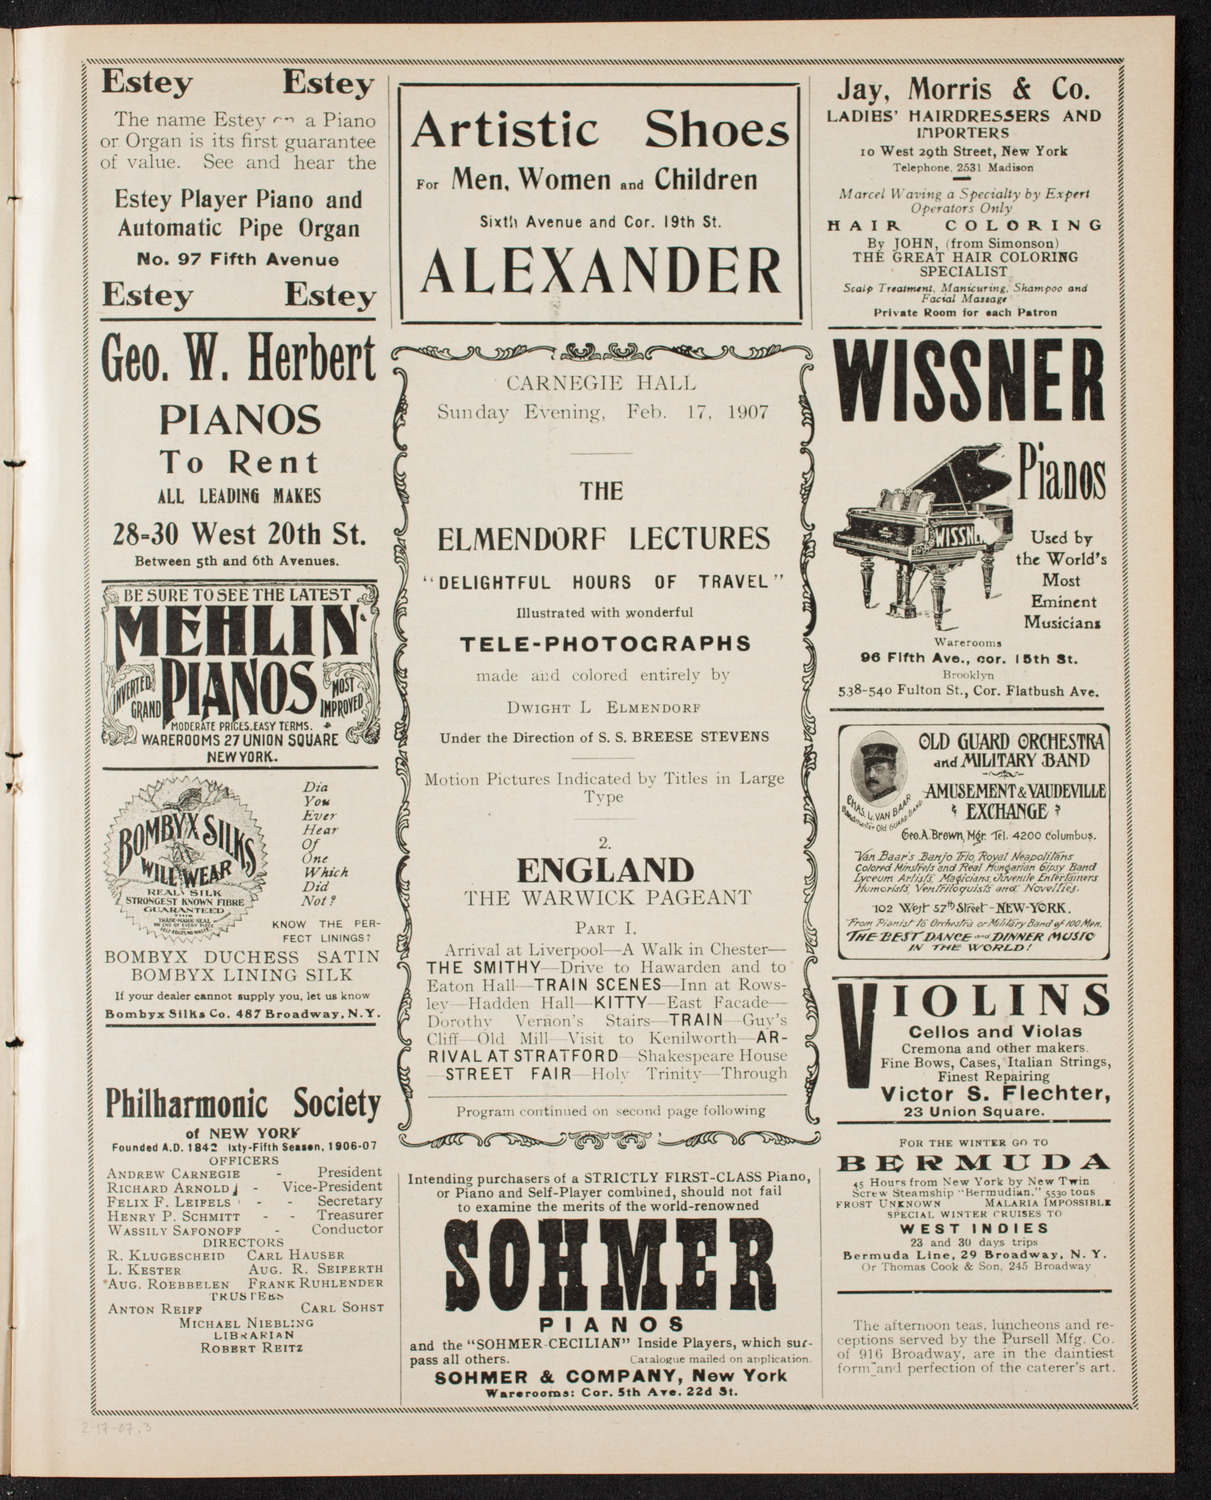 Estey Estey
The name Estey on a Piano
or Organ is its first guarantee
of value. See and hear the
Estey Player Piano and
Automatic Pipe Organ
No. 97 Fifth Avenue
Estey Estey
Geo. W. Herbert
PIANOS
To Rent
ALL LEADING MAKES
28=30 West 20th St.
Between 5th and 6th Avenues.
BE SURE TO SEE THE LATEST
MEHLIN
PIANOS
INVERTED
GRAND
MOST
IMPROVED
MODERATE PRICES. EASY TERMS.
WAREROOMS 27 UNION SQUARE
NEW YORK.
BOMBYX SILKS
WILL WEAR
REAL SILK
STRONGEST KNOWN FIBRE
GUARANTEED
Dia
You
Ever
Hear
Of
One
Which
Did
Not?
KNOW THE PER-
FECT LININGS?
BOMBYX DUCHESS SATIN
BOMBYX LINING SILK
If your dealer cannot supply you, let us know
Bombyx Silks Co. 487 Broadway, N.Y.
Philharmonic Society
of NEW YORK
Founded A.D. 1842 ixty-Fifth Season, 1906-07
OFFICERS
ANDREW CARNEGIE - President
RICHARD ARNOLD - Vice-President
FELIX F. LEIFELS - - Secretary
HENRY P. SCHMITT - - Treasurer
WASSILY SAFONOFF - Conductor
DIRECTORS
R. KLUGESCHEID CARL HAUSER
L. KESTER AUG. R. SEIFERTH
*AUG. ROEBBELEN FRANK RUHLENDER
TRUSTEES
ANTON REIFF CARL SOHST
MICHAEL NIEBLING
LIBRARIAN
ROBERT REITZ
Artistic Shoes
For Men, Women and Children
Sixth Avenue and Cor. 19th St.
ALEXANDER
CARNEGIE HALL
Sunday Evening, Feb. 17, 1907
THE
ELMENDORF LECTURES
"DELIGHTFUL HOURS OF TRAVEL"
Illustrated with wonderful
TELE-PHOTOGRAPHS
made and colored entirely by
DWIGHT L ELMENDORF
Under the Direction of S. S. BREESE STEVENS
Motion Pictures Indicated by Titles in Large
Type
2.
ENGLAND
THE WARWICK PAGEANT
PART I.
Arrival at Liverpool—A Walk in Chester—
THE SMITHY—Drive to Hawarden and to
Eaton Hall—TRAIN SCENES—Inn at Rows-
ley—Hadden Hall—KITTY—East Facade—
Dorothy Vernon's Stairs—TRAIN—Guy's
Cliff—Old Mill—Visit to Kenilworth—AR-
RIVAL AT STRATFORD—Shakespeare House
—STREET FAIR—Holy Trinity—Through
Program continued on second page following
Intending purchasers of a STRICTLY FIRST-CLASS Piano,
or Piano and Self-Player combined, should not fail
to examine the merits of the world-renowned
SOHMER
PIANOS
and the "SOHMER-CECILIAN" Inside Players, which sur-
pass all others. Catalogue mailed on application.
SOHMER & COMPANY, New York
Warerooms: Cor. 5th Ave. 22d St.
Jay, Morris & Co.
LADIES' HAIRDRESSERS AND
IMPORTERS
10 West 29th Street, New York
Telephone, 2531 Madison
Marcel Waving a Specialty by Expert
Operators Only
HAIR COLORING
By JOHN, (from Simonson)
THE GREAT HAIR COLORING
SPECIALIST
Scalp Treatment, Manicuring, Shampoo and
Facial Massage
Private Room for each Patron
WISSNER
Pianos
WISSNER
Used by
the World's
Most
Eminent
Musicians
Warerooms
96 Fifth Ave., cor. 15th St.
Brooklyn
538-540 Fulton St., Cor. Flatbush Ave.
OLD GUARD ORCHESTRA
and MILITARY BAND
AMUSEMENT & VAUDEVILLE
EXCHANGE
CHAS. L. VAN BAAR
Bandmaster Old GUARD BAND
Geo. A. Brown, Mgr. Tel. 4200 Columbus.
Van Baar's Banjo Trio, Royal Neapolitans
Colored Minstrels and Real Hungarian Gipsy Band
Lyceum Artists, Magicians, Juvenile Entertainers
Humorists, Ventriloquists and Novelties.
102 West 57th Street-NEW-YORK.
From Pianist to Orchestra or Military Band of 100 Men.
THE BEST DANCE and DINNER MUSIC
IN THE WORLD!
VIOLINS
Cellos and Violas
Cremona and other makers.
Fine Bows, Cases, Italian Strings,
Finest Repairing
Victor S. Flechter,
23 Union Square.
FOR THE WINTER GO TO
BERMUDA
45 Hours from New York by New Twin
Screw Steamship "Bermudian," 5530 tons
FROST UNKNOWN MALARIA IMPOSSIBLE
SPECIAL WINTER CRUISES TO
WEST INDIES
23 and 30 days trips
Bermuda Line, 29 Broadway, N. Y.
Or Thomas Cook & Son, 245 Broadway
The afternoon teas, luncheons and re-
ceptions served by the Pursell Mfg. Co.
of 916 Broadway, are in the daintiest
form and perfection of the caterer's art.
2-17-07.3